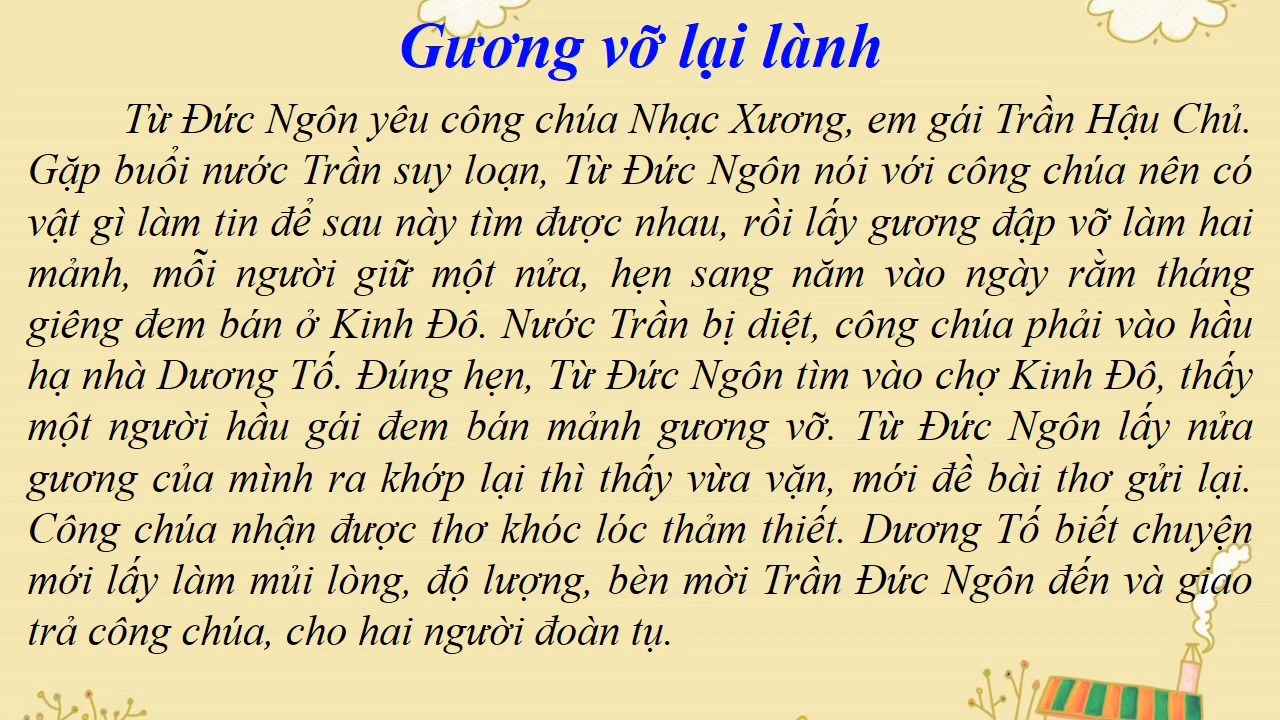 Gương vỡ lại lành
Từ Đức Ngôn yêu công chúa Nhạc Xương, em gái Trần Hậu Chủ.
Gặp buổi nước Trần suy loạn, Từ Đức Ngôn nói với công chúa nên có
vật gì làm tin để sau này tìm được nhau, rồi lấy gương đập vỡ làm hai
mảnh, mỗi người giữ một nửa, hẹn sang năm vào ngày rằm tháng
giêng đem bán ở Kinh Đô. Nước Trần bị diệt, công chúa phải vào hầu
hạ nhà Dương Tố. Đúng hẹn, Từ Đức Ngôn tìm vào chợ Kinh Đô, thấy
một người hầu gái đem bán mảnh gương vỡ. Từ Đức Ngôn lấy nửa
gương của mình ra khớp lại thì thấy vừa vặn, mới đề bài thơ gửi lại.
Công chúa nhận được thơ khóc lóc thảm thiết. Dương Tố biết chuyện
mới lấy làm mủi lòng, độ lượng, bèn mời Trần Đức Ngôn đến và giao
trả công chúa, cho hai người đoàn tụ.